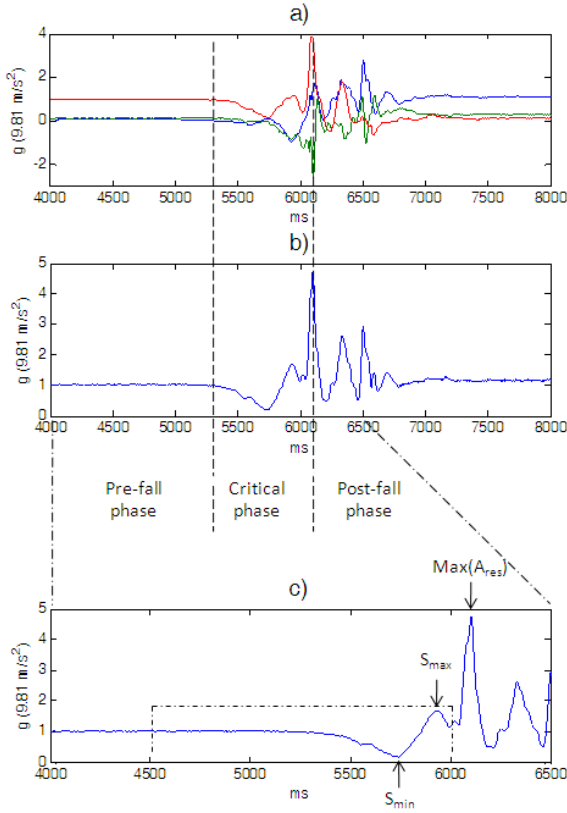 a)
4
2
0
-2
g (9.81 m/s²)
4000 4500 5000 5500 6000 6500 7000 7500 8000
ms
b)
5
4
3
2
1
0
g (9.81 m/s²)
4000 4500 5000 5500 6000 6500 7000 7500 8000
ms
Pre-fall phase
Critical phase
Post-fall phase
c)
Max(A_res)
S_max
5
4
3
2
1
0
g (9.81 m/s²)
4000 4500 5000 5500 6000 6500
ms
S_min